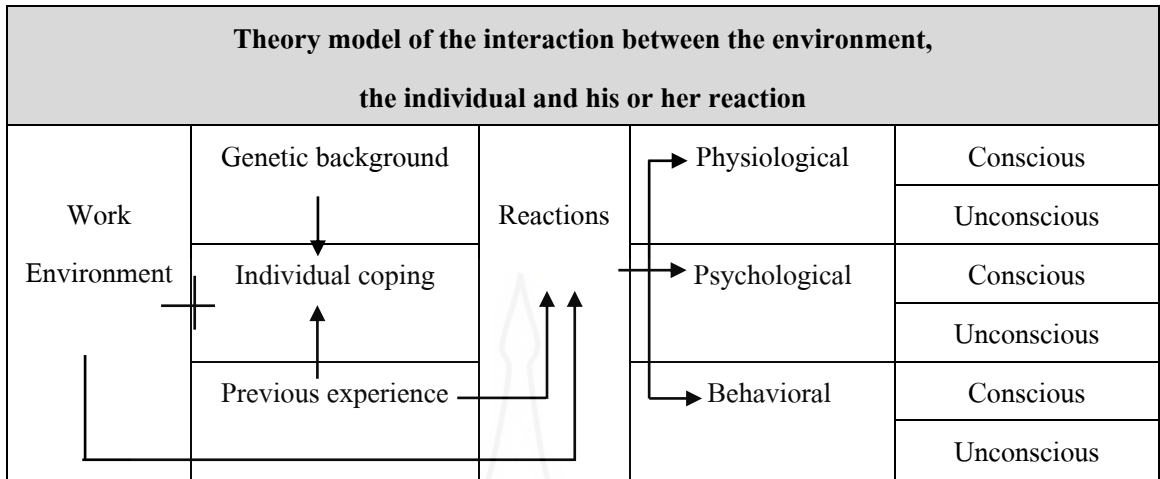 Theory model of the interaction between the environment,
the individual and his or her reaction
Work
Environment
Genetic background
Individual coping
Previous experience
Reactions
Physiological
Conscious
Unconscious
Psychological
Conscious
Unconscious
Behavioral
Conscious
Unconscious